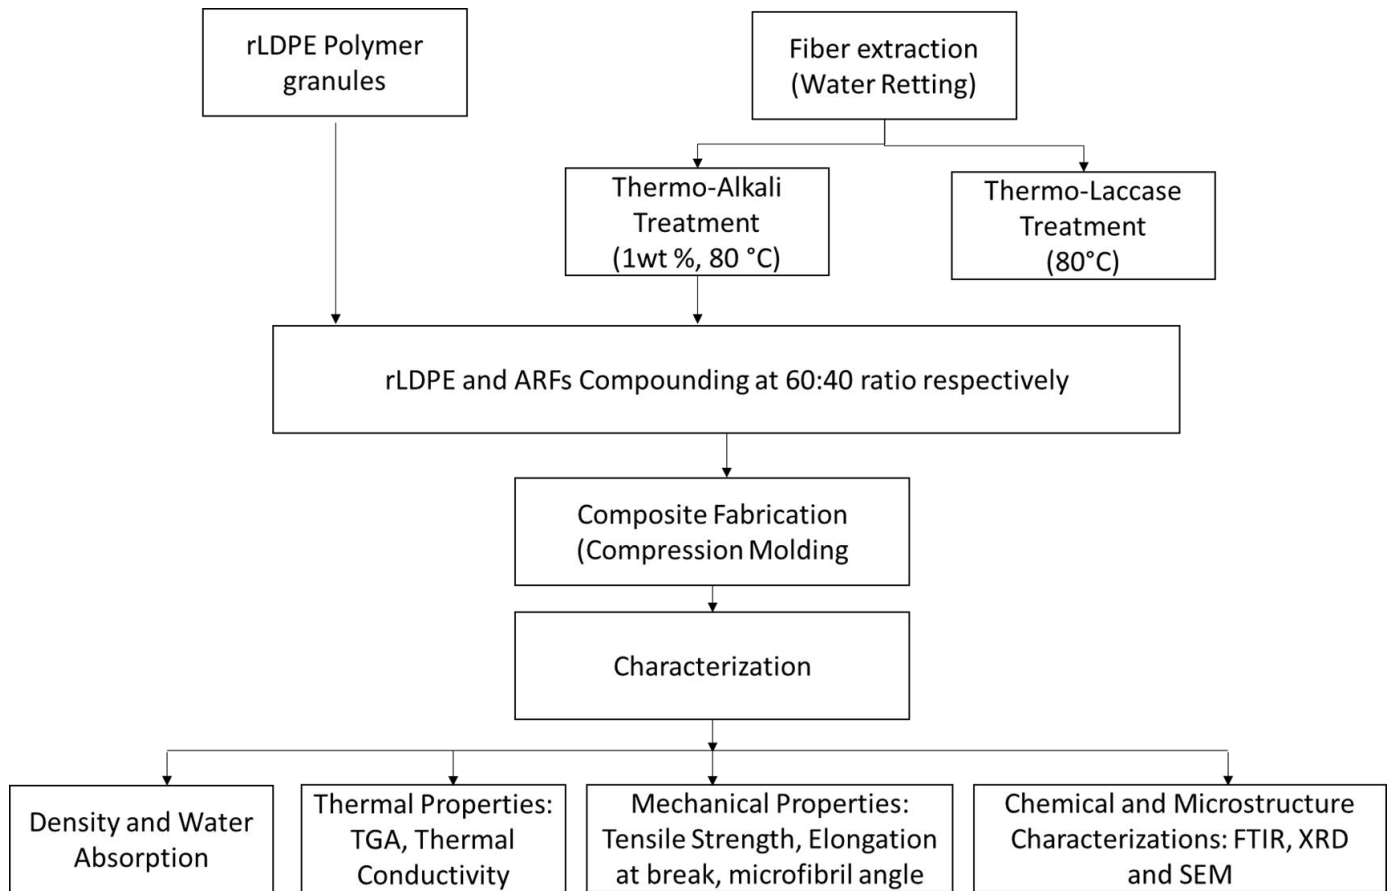 rLDPE Polymer
granules
Fiber extraction
(Water Retting)
Thermo-Alkali
Treatment
(1wt %, 80 °C)
Thermo-Laccase
Treatment
(80°C)
rLDPE and ARFs Compounding at 60:40 ratio respectively
Composite Fabrication
(Compression Molding
Characterization
Density and Water
Absorption
Thermal Properties:
TGA, Thermal
Conductivity
Mechanical Properties:
Tensile Strength, Elongation
at break, microfibril angle
Chemical and Microstructure
Characterizations: FTIR, XRD
and SEM